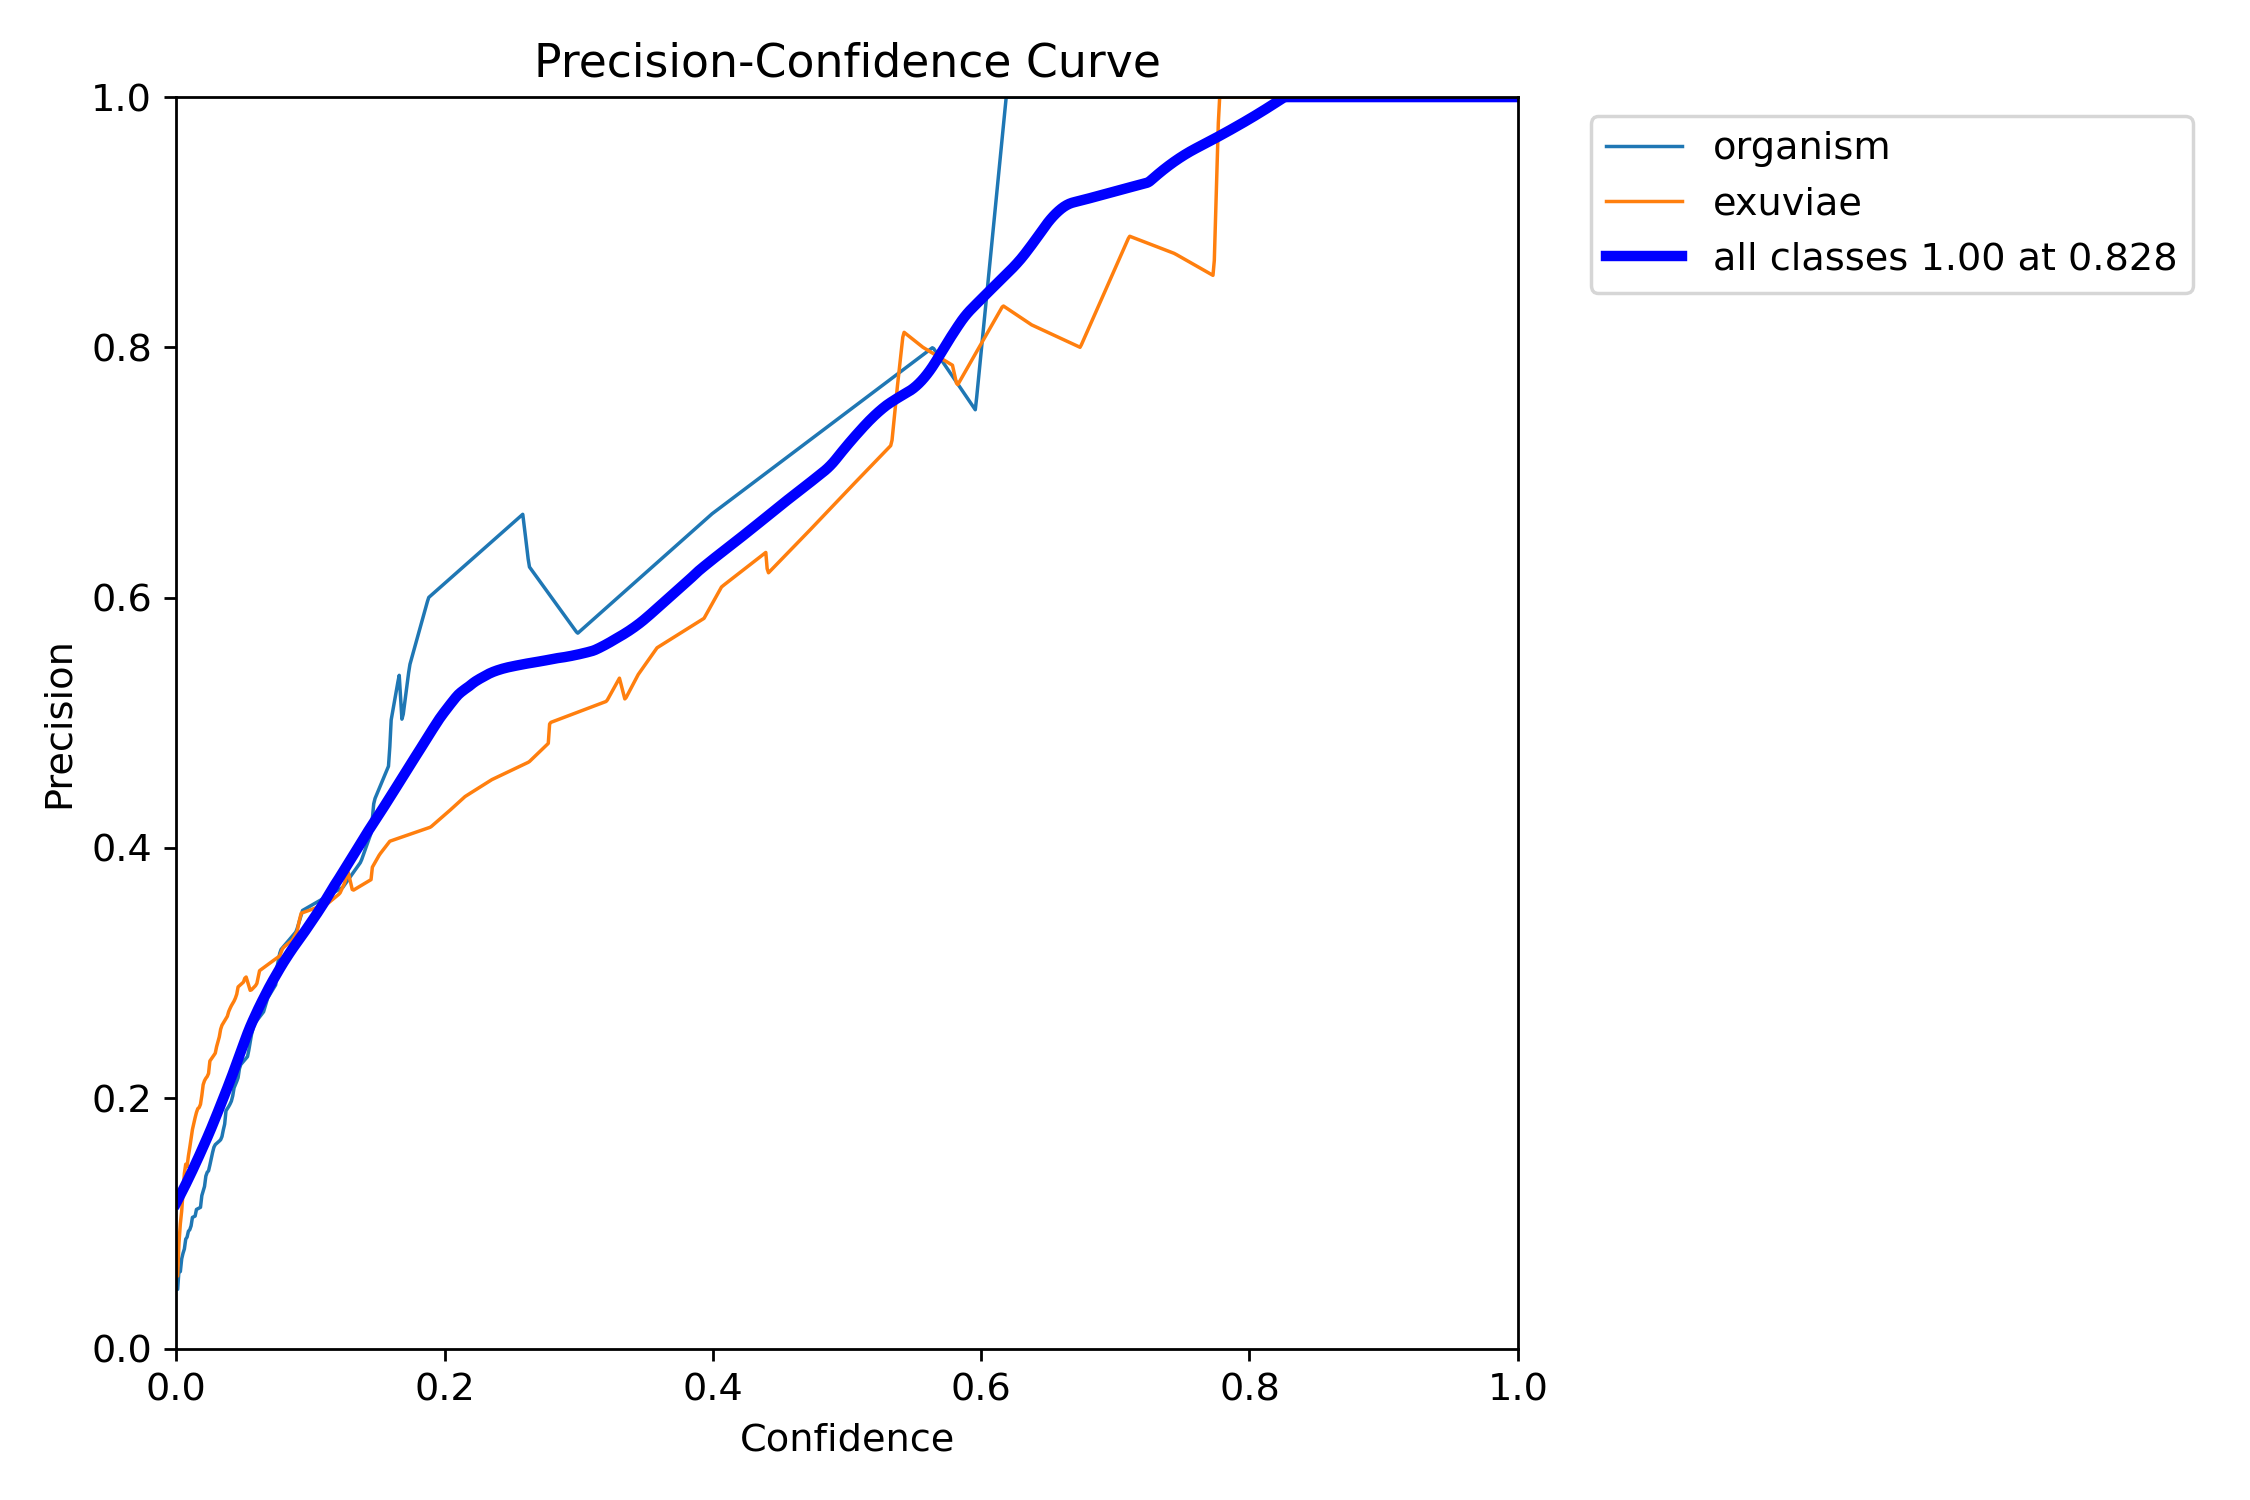 Precision-Confidence Curve
1.0
0.8
0.6
0.4
0.2
0.0
Precision
0.0 0.2 0.4 0.6 0.8 1.0
Confidence
organism
exuviae
all classes 1.00 at 0.828